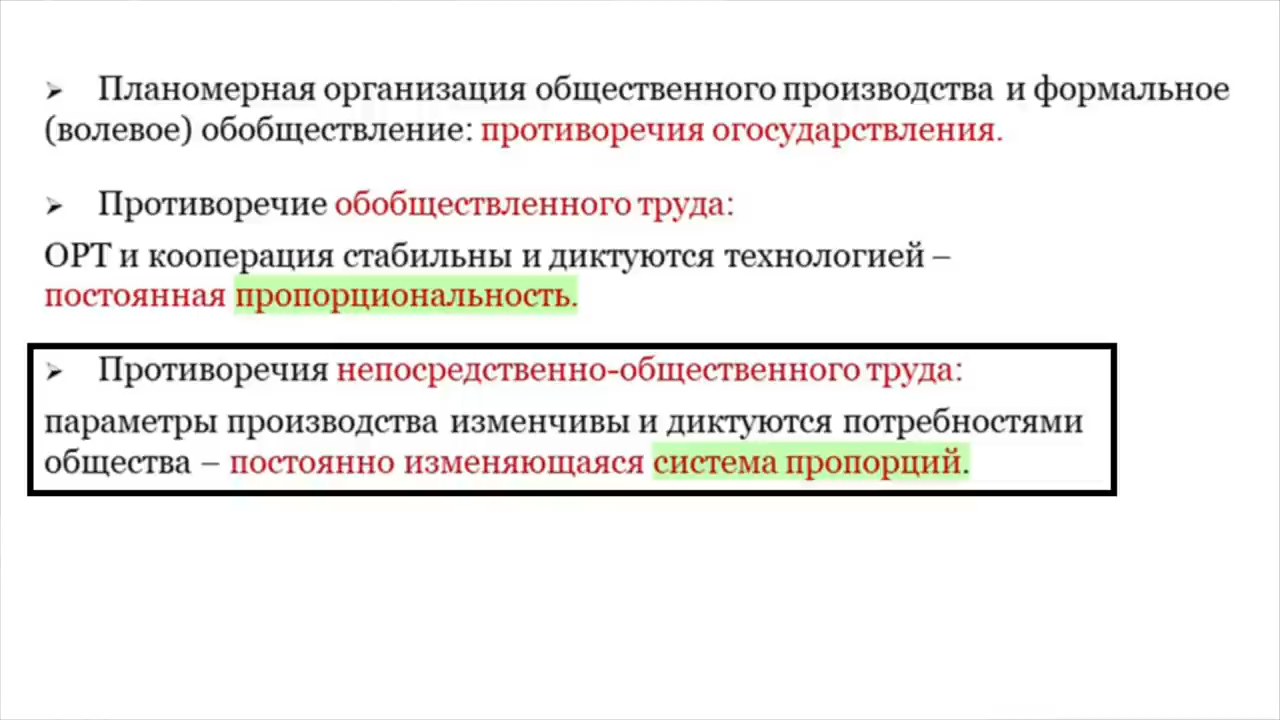 ➢ Планомерная организация общественного производства и формальное
(волевое) обобществление: противоречия огосударствления.
➢ Противоречие обобществленного труда:
ОРТ и кооперация стабильны и диктуются технологией –
постоянная пропорциональность.
➢ Противоречия непосредственно-общественного труда:
параметры производства изменчивы и диктуются потребностями
общества – постоянно изменяющаяся система пропорций.